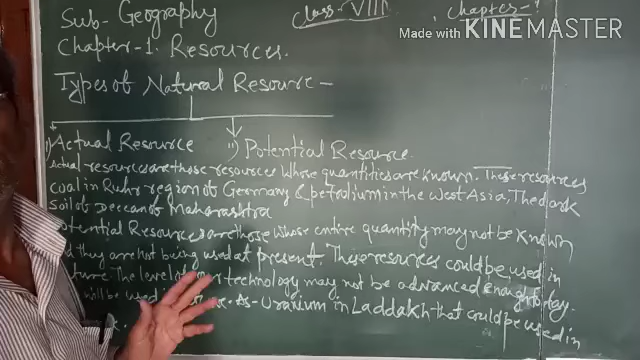 Sub- Geography
Class- VIII
Chapter-1
Made with KINEMASTER
Chapter-1. Resources.
Types of Natural Resource-
i) Actual Resource
ii) Potential Resource.
Actual resources are those resources whose quantities are known. These resources
coal in Ruhr region of Germany & petrolium in the West Asia, The dark
soil of Deccan of Maharashtra
Potential Resources are those whose entire quantity may not be known
they are not being used at present. These resources could be used in
The level of our technology may not be advanced enough today.
will be used in As- Uranium in Laddakh that could be used in